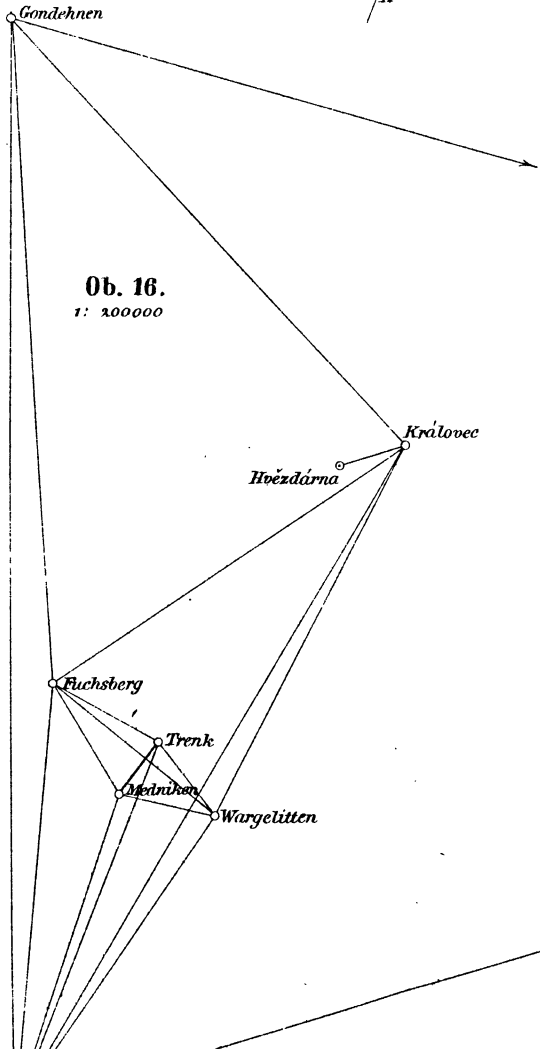 Gondehnen
Ob. 16.
1: 200000
Královec
Hvězdárna
Fuchsberg
Trenk
Medniken
Wargelitten